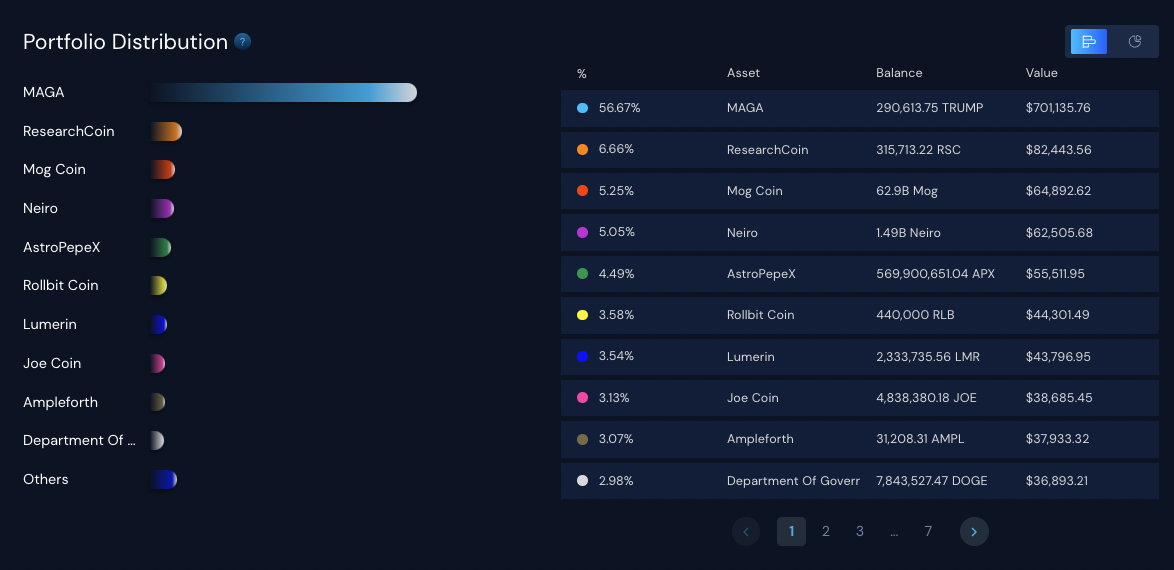 Portfolio Distribution ?
MAGA
ResearchCoin
Mog Coin
Neiro
AstroPepeX
Rollbit Coin
Lumerin
Joe Coin
Ampleforth
Department Of ...
Others
% Asset Balance Value
56.67% MAGA 290,613.75 TRUMP $701,135.76
6.66% ResearchCoin 315,713.22 RSC $82,443.56
5.25% Mog Coin 62.9B Mog $64,892.62
5.05% Neiro 1.49B Neiro $62,505.68
4.49% AstroPepeX 569,900,651.04 APX $55,511.95
3.58% Rollbit Coin 440,000 RLB $44,301.49
3.54% Lumerin 2,333,735.56 LMR $43,796.95
3.13% Joe Coin 4,838,380.18 JOE $38,685.45
3.07% Ampleforth 31,208.31 AMPL $37,933.32
2.98% Department Of Goverr 7,843,527.47 DOGE $36,893.21
1 2 3 ... 7